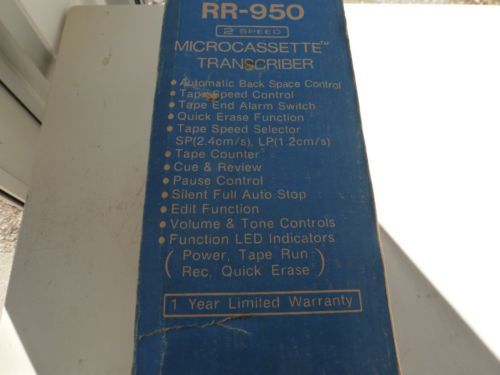 RR-950
2 SPEED
MICROCASSETTE™
TRANSCRIBER
• Automatic Back Space Control
• Tape Speed Control
• Tape End Alarm Switch
• Quick Erase Function
• Tape Speed Selector
SP(2.4cm/s), LP(1.2cm/s)
• Tape Counter
• Cue & Review
• Pause Control
• Silent Full Auto Stop
• Edit Function
• Volume & Tone Controls
• Function LED Indicators
(Power, Tape Run
Rec, Quick Erase)
1 Year Limited Warranty